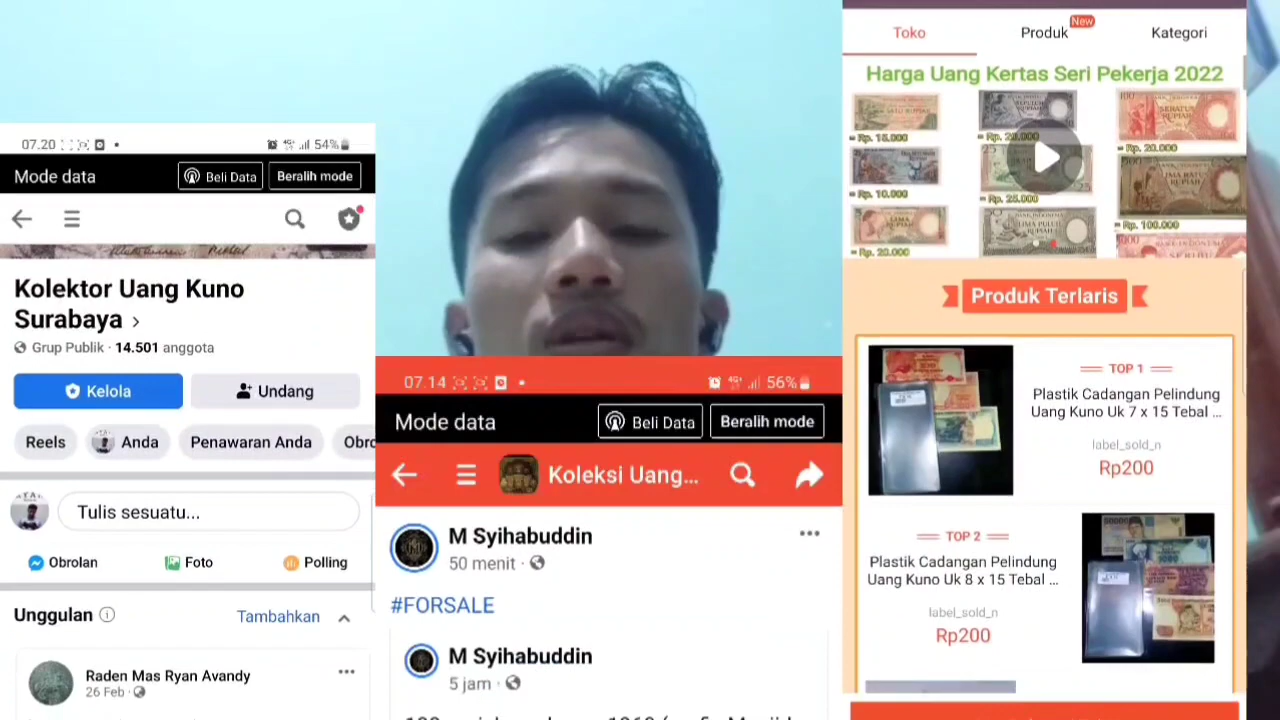 07.20
54%
Mode data
Beli Data
Beralih mode
Kolektor Uang Kuno
Surabaya >
Grup Publik · 14.501 anggota
Kelola
Undang
Reels
Anda
Penawaran Anda
Obro
Tulis sesuatu...
Obrolan
Foto
Polling
Unggulan
Tambahkan
Raden Mas Ryan Avandy
26 Feb
07.14
56%
Mode data
Beli Data
Beralih mode
Koleksi Uang...
M Syihabuddin
50 menit
#FORSALE
M Syihabuddin
5 jam
Toko
Produk
New
Kategori
Harga Uang Kertas Seri Pekerja 2022
= Rp. 15.000
= Rp. 20.000
= Rp. 10.000
= Rp. 25.000
= Rp. 100.000
= Rp. 20.000
Produk Terlaris
TOP 1
Plastik Cadangan Pelindung
Uang Kuno Uk 7 x 15 Tebal ...
label_sold_n
Rp200
TOP 2
Plastik Cadangan Pelindung
Uang Kuno Uk 8 x 15 Tebal ...
label_sold_n
Rp200